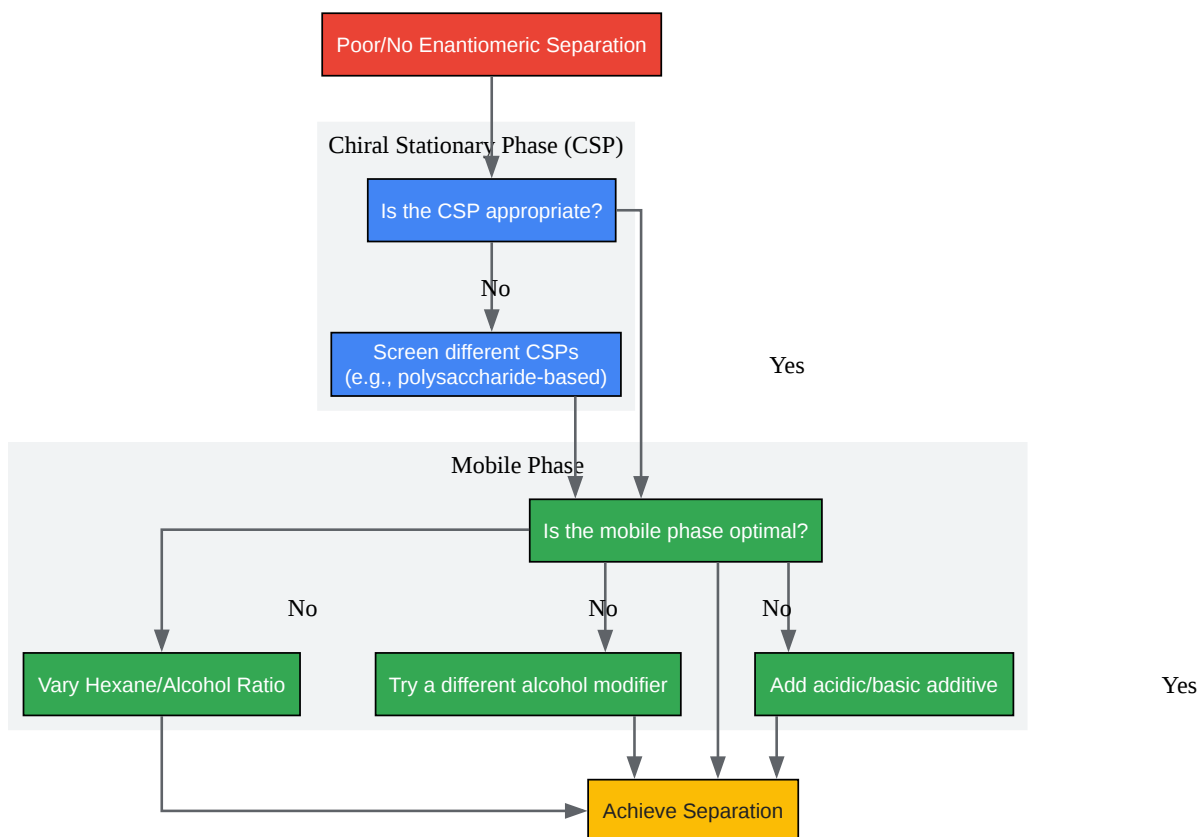 Poor/No Enantiomeric Separation
Chiral Stationary Phase (CSP)
Is the CSP appropriate?
No
Screen different CSPs
(e.g., polysaccharide-based)
Yes
Mobile Phase
Is the mobile phase optimal?
No
No
No
Vary Hexane/Alcohol Ratio
Try a different alcohol modifier
Add acidic/basic additive
Yes
Achieve Separation